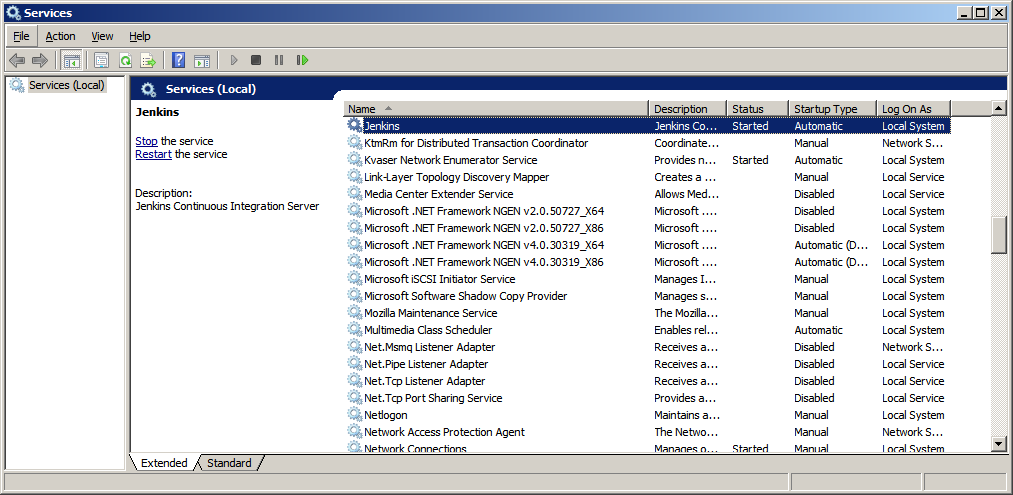 Services
File Action View Help
Services (Local)
Services (Local)
Jenkins
Stop the service
Restart the service
Description:
Jenkins Continuous Integration Server
Name Description Status Startup Type Log On As
Jenkins Jenkins Co... Started Automatic Local System
KtmRm for Distributed Transaction Coordinator Coordinate... Manual Network S...
Kvaser Network Enumerator Service Provides n... Started Automatic Local System
Link-Layer Topology Discovery Mapper Creates a ... Manual Local Service
Media Center Extender Service Allows Med... Disabled Local Service
Microsoft .NET Framework NGEN v2.0.50727_X64 Microsoft .... Disabled Local System
Microsoft .NET Framework NGEN v2.0.50727_X86 Microsoft .... Disabled Local System
Microsoft .NET Framework NGEN v4.0.30319_X64 Microsoft .... Automatic (D... Local System
Microsoft .NET Framework NGEN v4.0.30319_X86 Microsoft .... Automatic (D... Local System
Microsoft iSCSI Initiator Service Manages I... Manual Local System
Microsoft Software Shadow Copy Provider Manages s... Manual Local System
Mozilla Maintenance Service The Mozilla... Manual Local System
Multimedia Class Scheduler Enables rel... Automatic Local System
Net.Msmq Listener Adapter Receives a... Disabled Network S...
Net.Pipe Listener Adapter Receives a... Disabled Local Service
Net.Tcp Listener Adapter Receives a... Disabled Local Service
Net.Tcp Port Sharing Service Provides a... Disabled Local Service
Netlogon Maintains a... Manual Local System
Network Access Protection Agent The Netwo... Manual Network S...
Network Connections Manages o... Started Manual Local System
Extended Standard